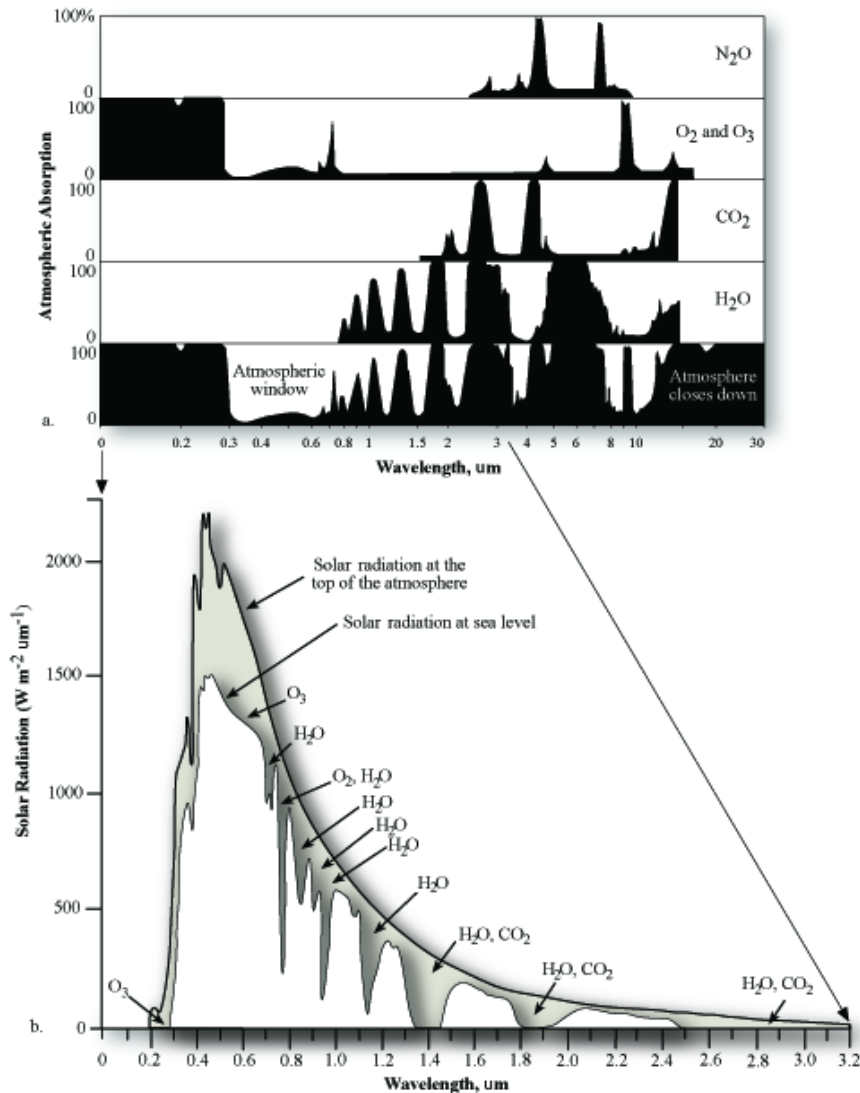 100%
N2O
0
100
O2 and O3
0
100
CO2
0
100
H2O
0
100
Atmospheric window
Atmosphere closes down
0
Atmospheric Absorption
a.
0 0.2 0.3 0.4 0.6 0.8 1 1.5 2 3 4 5 6 8 10 20 30
Wavelength, um
2000
Solar radiation at the
top of the atmosphere
Solar radiation at sea level
1500
O3
H2O
O2, H2O
1000
H2O
H2O
H2O
H2O
500
H2O, CO2
H2O, CO2
H2O, CO2
O3
b.
0
Solar Radiation (W m-2 um-1)
0 0.2 0.4 0.6 0.8 1.0 1.2 1.4 1.6 1.8 2.0 2.2 2.4 2.6 2.8 3.0 3.2
Wavelength, um